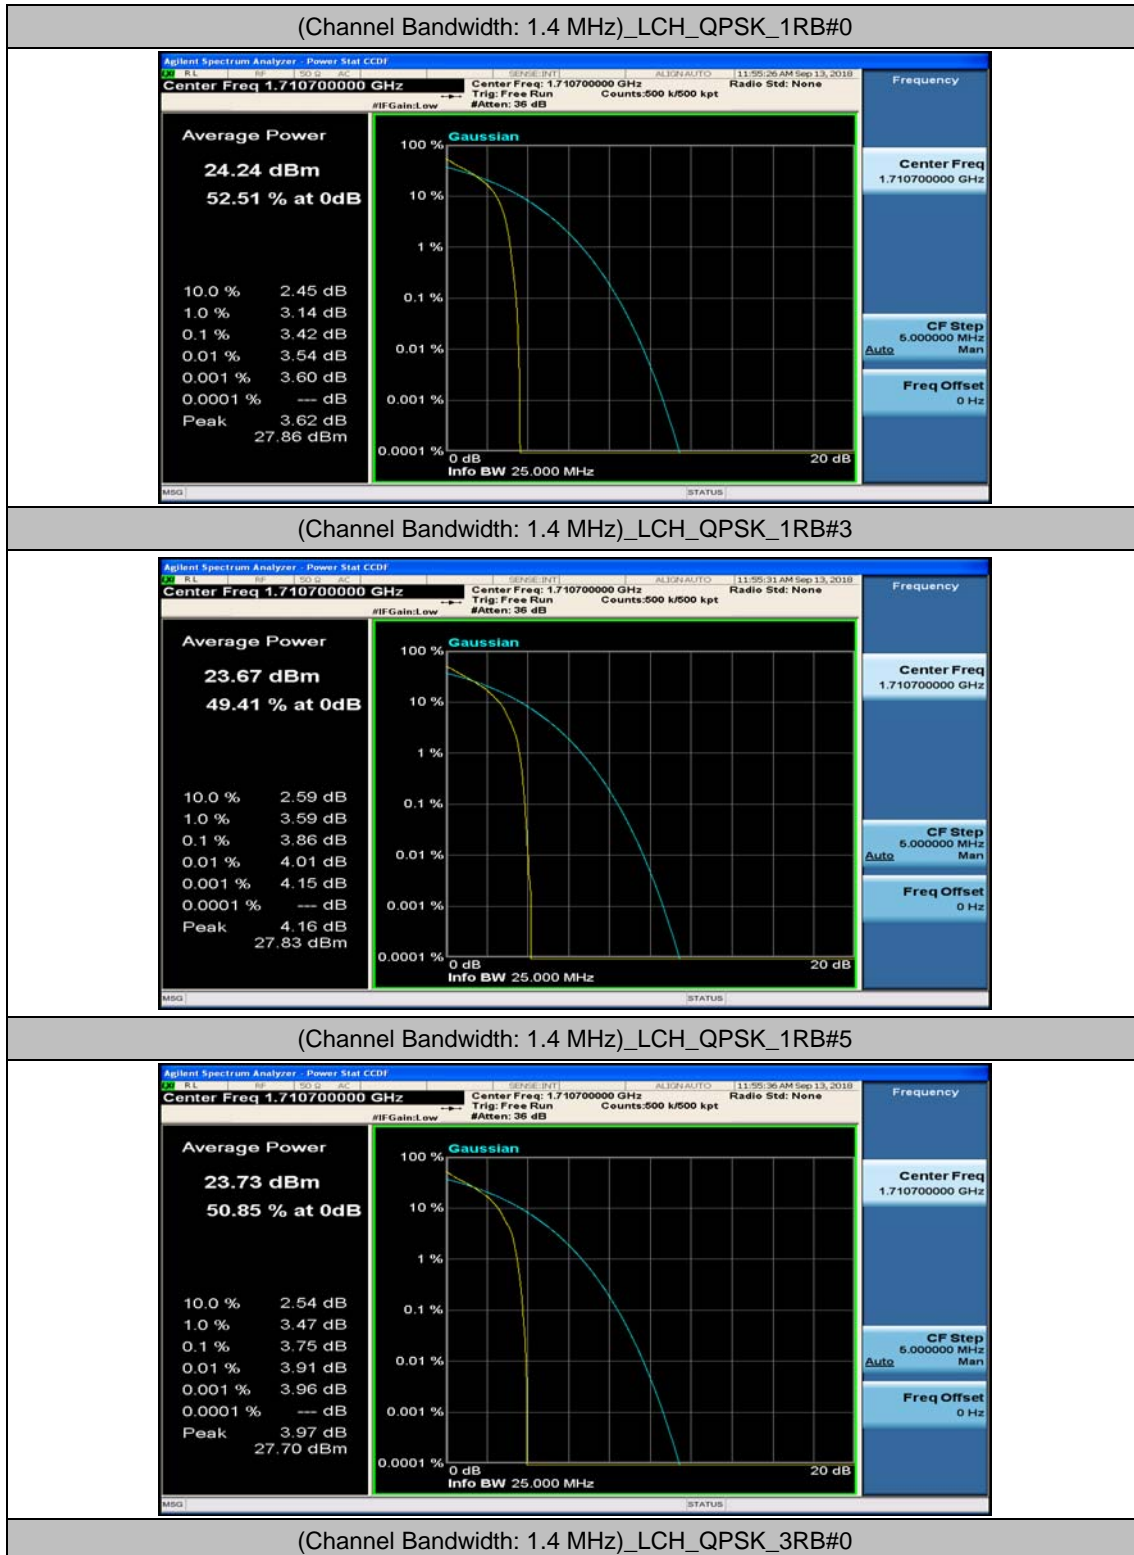 (Channel Bandwidth: 1.4 MHz)_LCH_QPSK_1RB#0
Agilent Spectrum Analyzer - Power Stat CCDF
RL RF 50 Ω AC SENSE:INT ALIGN AUTO 11:55:26 AM Sep 13, 2018
Center Freq 1.710700000 GHz
Center Freq: 1.710700000 GHz Radio Std: None
Trig: Free Run Counts:500 k/500 kpt
#IFGain:Low #Atten: 36 dB
Frequency
Average Power
24.24 dBm
52.51 % at 0dB
10.0 % 2.45 dB
1.0 % 3.14 dB
0.1 % 3.42 dB
0.01 % 3.54 dB
0.001 % 3.60 dB
0.0001 % --- dB
Peak 3.62 dB
27.86 dBm
Gaussian
100 %
10 %
1 %
0.1 %
0.01 %
0.001 %
0.0001 %
0 dB 20 dB
Info BW 25.000 MHz
Center Freq
1.710700000 GHz
CF Step
5.000000 MHz
Auto Man
Freq Offset
0 Hz
MSG STATUS
(Channel Bandwidth: 1.4 MHz)_LCH_QPSK_1RB#3
Agilent Spectrum Analyzer - Power Stat CCDF
RL RF 50 Ω AC SENSE:INT ALIGN AUTO 11:55:31 AM Sep 13, 2018
Center Freq 1.710700000 GHz
Center Freq: 1.710700000 GHz Radio Std: None
Trig: Free Run Counts:500 k/500 kpt
#IFGain:Low #Atten: 36 dB
Frequency
Average Power
23.67 dBm
49.41 % at 0dB
10.0 % 2.59 dB
1.0 % 3.59 dB
0.1 % 3.86 dB
0.01 % 4.01 dB
0.001 % 4.15 dB
0.0001 % --- dB
Peak 4.16 dB
27.83 dBm
Gaussian
100 %
10 %
1 %
0.1 %
0.01 %
0.001 %
0.0001 %
0 dB 20 dB
Info BW 25.000 MHz
Center Freq
1.710700000 GHz
CF Step
5.000000 MHz
Auto Man
Freq Offset
0 Hz
MSG STATUS
(Channel Bandwidth: 1.4 MHz)_LCH_QPSK_1RB#5
Agilent Spectrum Analyzer - Power Stat CCDF
RL RF 50 Ω AC SENSE:INT ALIGN AUTO 11:55:36 AM Sep 13, 2018
Center Freq 1.710700000 GHz
Center Freq: 1.710700000 GHz Radio Std: None
Trig: Free Run Counts:500 k/500 kpt
#IFGain:Low #Atten: 36 dB
Frequency
Average Power
23.73 dBm
50.85 % at 0dB
10.0 % 2.54 dB
1.0 % 3.47 dB
0.1 % 3.75 dB
0.01 % 3.91 dB
0.001 % 3.96 dB
0.0001 % --- dB
Peak 3.97 dB
27.70 dBm
Gaussian
100 %
10 %
1 %
0.1 %
0.01 %
0.001 %
0.0001 %
0 dB 20 dB
Info BW 25.000 MHz
Center Freq
1.710700000 GHz
CF Step
5.000000 MHz
Auto Man
Freq Offset
0 Hz
MSG STATUS
(Channel Bandwidth: 1.4 MHz)_LCH_QPSK_3RB#0